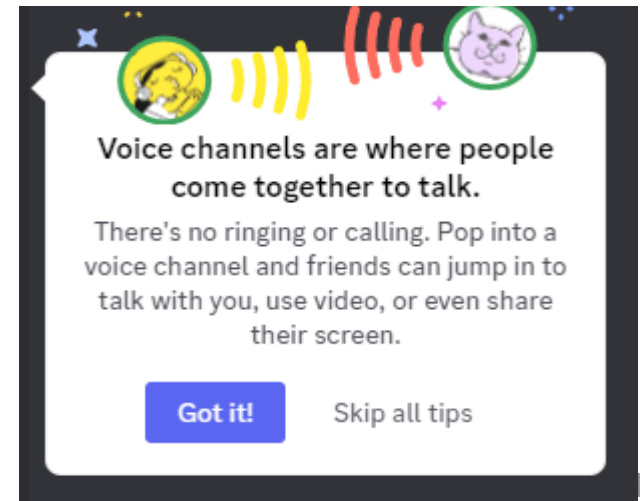 Voice channels are where people
come together to talk.
There's no ringing or calling. Pop into a
voice channel and friends can jump in to
talk with you, use video, or even share
their screen.
Got it!
Skip all tips